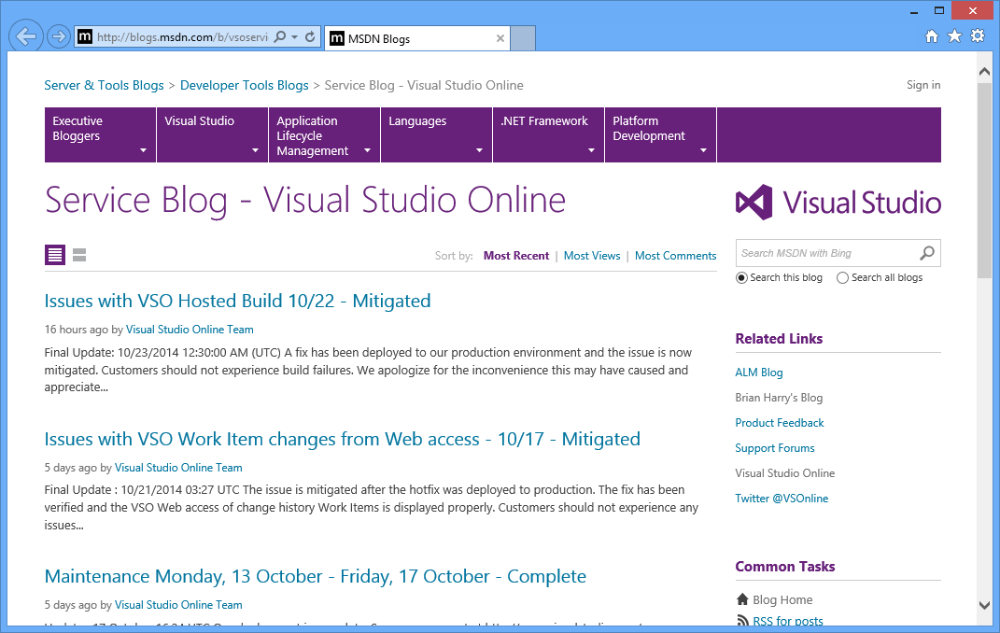 http://blogs.msdn.com/b/vsoservi
MSDN Blogs
Server & Tools Blogs > Developer Tools Blogs > Service Blog - Visual Studio Online
Sign in
Executive
Bloggers
Visual Studio
Application
Lifecycle
Management
Languages
.NET Framework
Platform
Development
Service Blog - Visual Studio Online
Visual Studio
Sort by: Most Recent | Most Views | Most Comments
Search MSDN with Bing
Search this blog Search all blogs
Issues with VSO Hosted Build 10/22 - Mitigated
16 hours ago by Visual Studio Online Team
Final Update: 10/23/2014 12:30:00 AM (UTC) A fix has been deployed to our production environment and the issue is now
mitigated. Customers should not experience build failures. We apologize for the inconvenience this may have caused and
appreciate...
Issues with VSO Work Item changes from Web access - 10/17 - Mitigated
5 days ago by Visual Studio Online Team
Final Update : 10/21/2014 03:27 UTC The issue is mitigated after the hotfix was deployed to production. The fix has been
verified and the VSO Web access of change history Work Items is displayed properly. Customers should not experience any
issues...
Maintenance Monday, 13 October - Friday, 17 October - Complete
5 days ago by Visual Studio Online Team
Related Links
ALM Blog
Brian Harry's Blog
Product Feedback
Support Forums
Visual Studio Online
Twitter @VSOnline
Common Tasks
Blog Home
RSS for posts